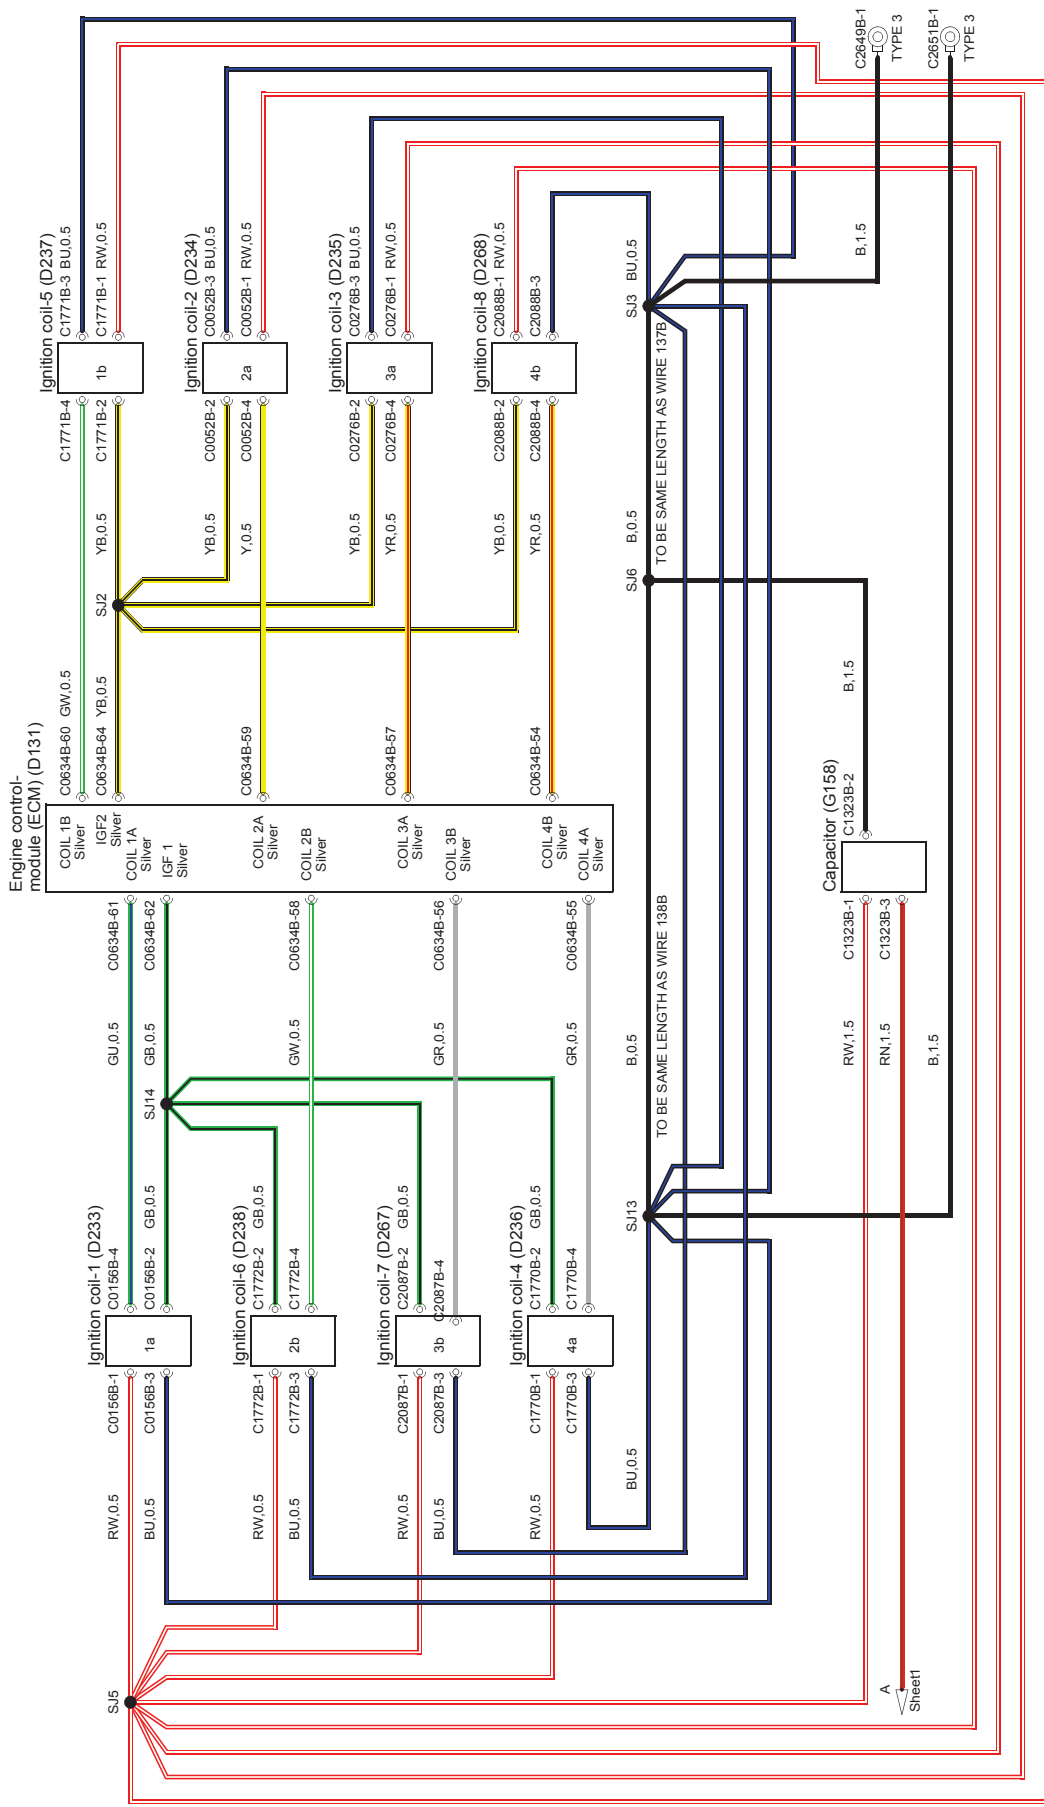 Engine control-
module (ECM) (D131)
COIL 1B
Silver
IGF2
Silver
COIL 1A
Silver
IGF 1
Silver
COIL 2A
Silver
COIL 2B
Silver
COIL 3A
Silver
COIL 3B
Silver
COIL 4B
Silver
COIL 4A
Silver
C0634B-60 GW,0.5
C0634B-64 YB,0.5
C0634B-59
C0634B-57
C0634B-54
C0634B-61
GU,0.5
C0634B-62
GB,0.5
C0634B-58
GW,0.5
C0634B-56
GR,0.5
C0634B-55
GR,0.5
SJ2
SJ14
Ignition coil-5 (D237)
C1771B-3 BU,0.5
C1771B-1 RW,0.5
1b
C1771B-4
C1771B-2
YB,0.5
Ignition coil-2 (D234)
C0052B-3 BU,0.5
C0052B-1 RW,0.5
2a
C0052B-2
C0052B-4
YB,0.5
Y,0.5
Ignition coil-3 (D235)
C0276B-3 BU,0.5
C0276B-1 RW,0.5
3a
C0276B-2
C0276B-4
YB,0.5
YR,0.5
Ignition coil-8 (D268)
C2088B-1 RW,0.5
C2088B-3
4b
C2088B-2
C2088B-4
YB,0.5
YR,0.5
Ignition coil-1 (D233)
C0156B-4
C0156B-2 GB,0.5
1a
C0156B-1
C0156B-3
RW,0.5
BU,0.5
Ignition coil-6 (D238)
C1772B-2 GB,0.5
C1772B-4
2b
C1772B-1
C1772B-3
RW,0.5
BU,0.5
Ignition coil-7 (D267)
C2087B-2 GB,0.5
C2087B-4
3b
C2087B-1
C2087B-3
RW,0.5
BU,0.5
Ignition coil-4 (D236)
C1770B-2 GB,0.5
C1770B-4
4a
C1770B-1
C1770B-3
RW,0.5
BU,0.5
SJ5
SJ13
B,0.5
TO BE SAME LENGTH AS WIRE 138B
SJ6
B,0.5
TO BE SAME LENGTH AS WIRE 137B
SJ3
BU,0.5
Capacitor (G158)
C1323B-2
B,1.5
C1323B-1
C1323B-3
RW,1.5
RN,1.5
B,1.5
A
Sheet1
B,1.5
C2649B-1
TYPE 3
C2651B-1
TYPE 3